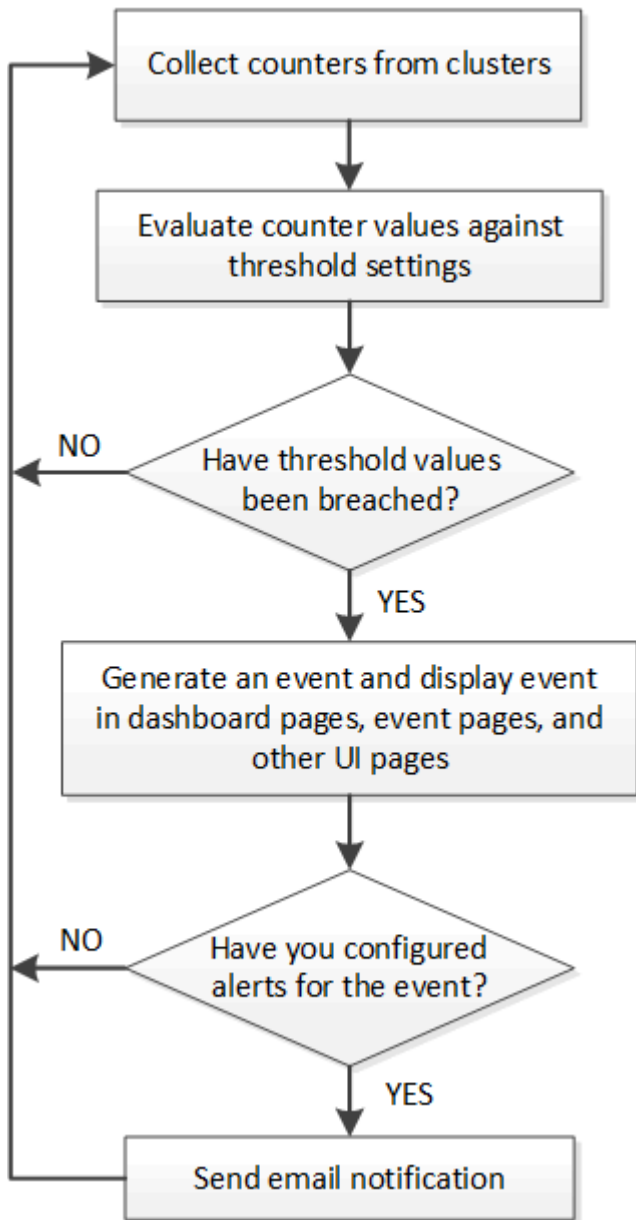 Collect counters from clusters
Evaluate counter values against
threshold settings
NO
Have threshold values
been breached?
YES
Generate an event and display event
in dashboard pages, event pages, and
other UI pages
NO
Have you configured
alerts for the event?
YES
Send email notification